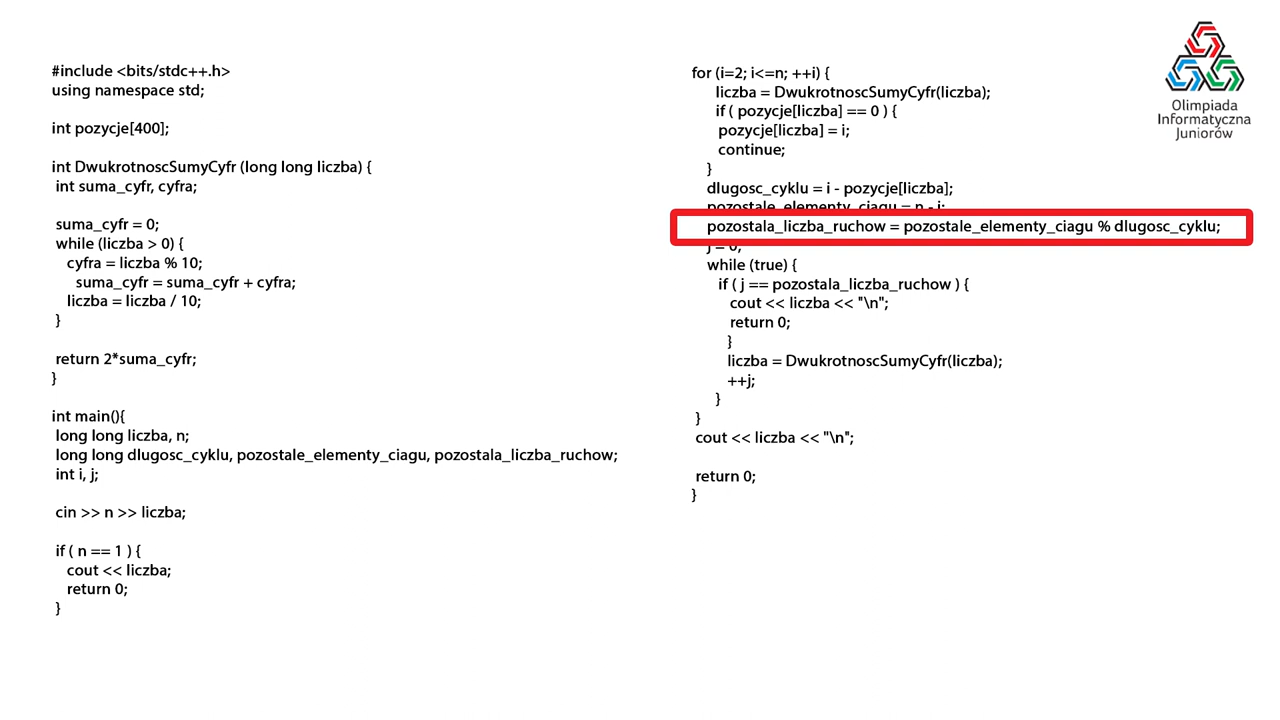 #include <bits/stdc++.h>
using namespace std;
int pozycje[400];
int DwukrotnoscSumyCyfr (long long liczba) {
int suma_cyfr, cyfra;
suma_cyfr = 0;
while (liczba > 0) {
cyfra = liczba % 10;
suma_cyfr = suma_cyfr + cyfra;
liczba = liczba / 10;
}
return 2*suma_cyfr;
}
int main(){
long long liczba, n;
long long dlugosc_cyklu, pozostale_elementy_ciagu, pozostala_liczba_ruchow;
int i, j;
cin >> n >> liczba;
if ( n == 1 ) {
cout << liczba;
return 0;
}
for (i=2; i<=n; ++i) {
liczba = DwukrotnoscSumyCyfr(liczba);
if ( pozycje[liczba] == 0 ) {
pozycje[liczba] = i;
continue;
}
dlugosc_cyklu = i - pozycje[liczba];
pozostale_elementy_ciagu = n - i;
pozostala_liczba_ruchow = pozostale_elementy_ciagu % dlugosc_cyklu;
j = 0;
while (true) {
if ( j == pozostala_liczba_ruchow ) {
cout << liczba << "\n";
return 0;
}
liczba = DwukrotnoscSumyCyfr(liczba);
++j;
}
}
cout << liczba << "\n";
return 0;
}
Olimpiada
Informatyczna
Juniorów